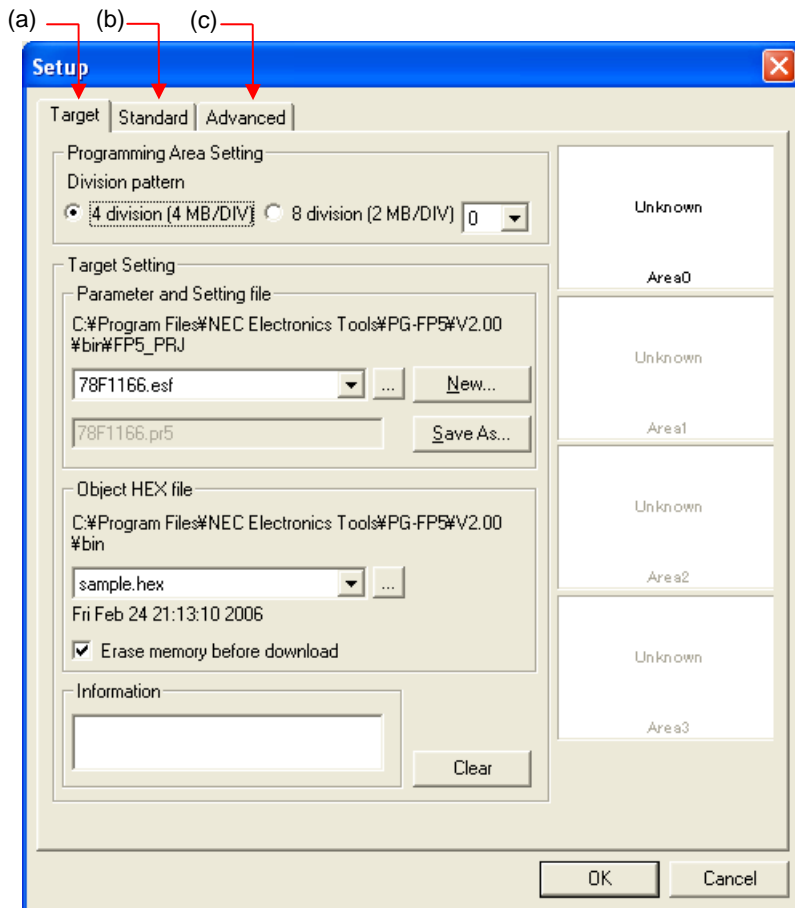 (a) (b) (c)
Setup
Target Standard Advanced
Programming Area Setting
Division pattern
4 division (4 MB/DIV) 8 division (2 MB/DIV) 0
Target Setting
Parameter and Setting file
C:¥Program Files¥NEC Electronics Tools¥PG-FP5¥V2.00
¥bin¥FP5_PRJ
78F1166.esf ... New...
78F1166.pr5 Save As...
Object HEX file
C:¥Program Files¥NEC Electronics Tools¥PG-FP5¥V2.00
¥bin
sample.hex ...
Fri Feb 24 21:13:10 2006
Erase memory before download
Information
Clear
Unknown
Area0
Unknown
Area1
Unknown
Area2
Unknown
Area3
OK Cancel